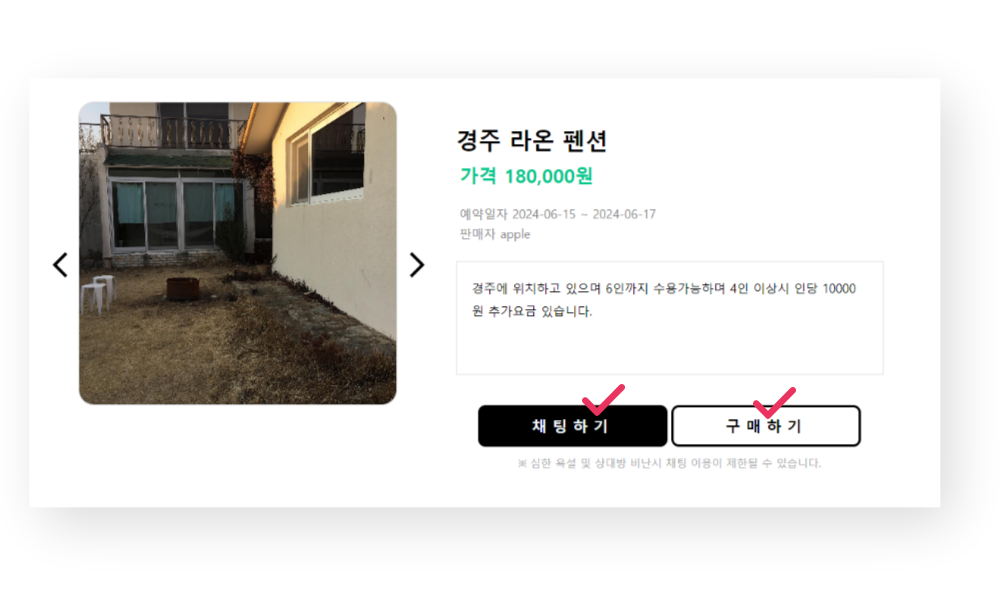 경주 라온 펜션
가격 180,000원
예약일자 2024-06-15 ~ 2024-06-17
판매자 apple
경주에 위치하고 있으며 6인까지 수용가능하며 4인 이상시 인당 10000
원 추가요금 있습니다.
채팅하기 구매하기
※ 심한 욕설 및 상대방 비난시 채팅 이용이 제한될 수 있습니다.